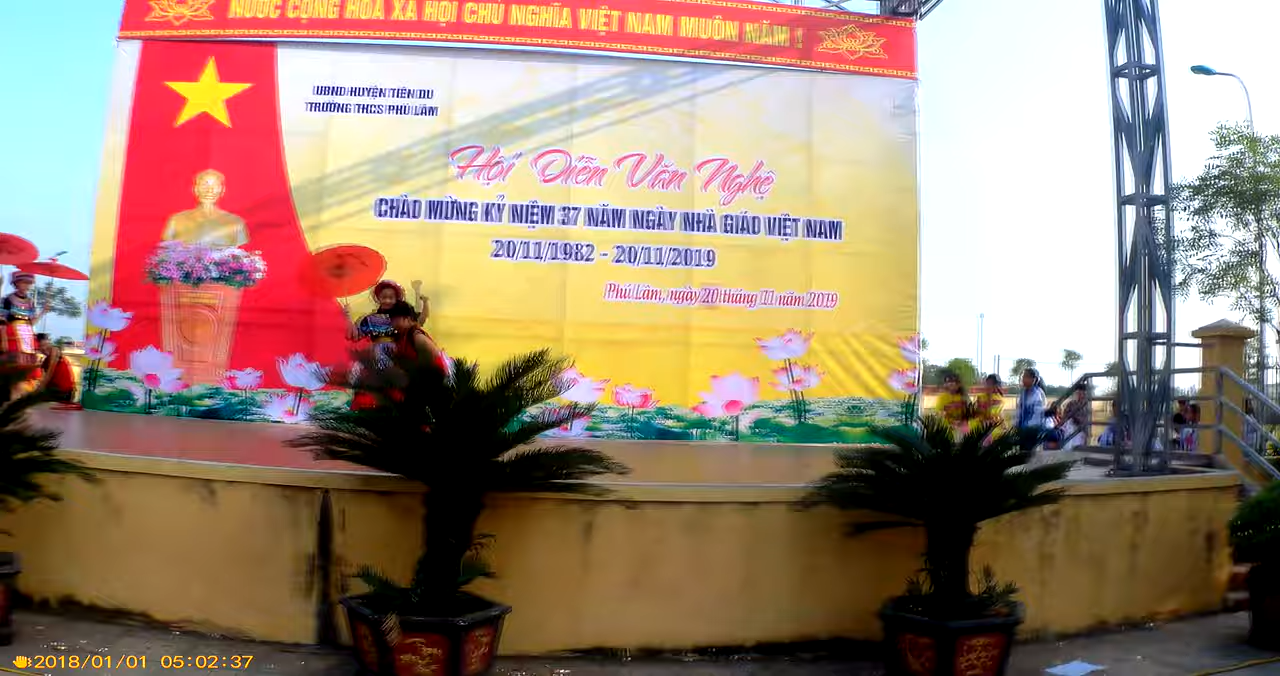 NƯỚC CỘNG HÒA XÃ HỘI CHỦ NGHĨA VIỆT NAM MUÔN NĂM !
UBND HUYỆN TIÊN DU
TRƯỜNG THCS PHÚ LÂM
Hội Diễn Văn Nghệ
CHÀO MỪNG KỶ NIỆM 37 NĂM NGÀY NHÀ GIÁO VIỆT NAM
20/11/1982 - 20/11/2019
Phú Lâm, ngày 20 tháng 11 năm 2019
2018/01/01 05:02:37